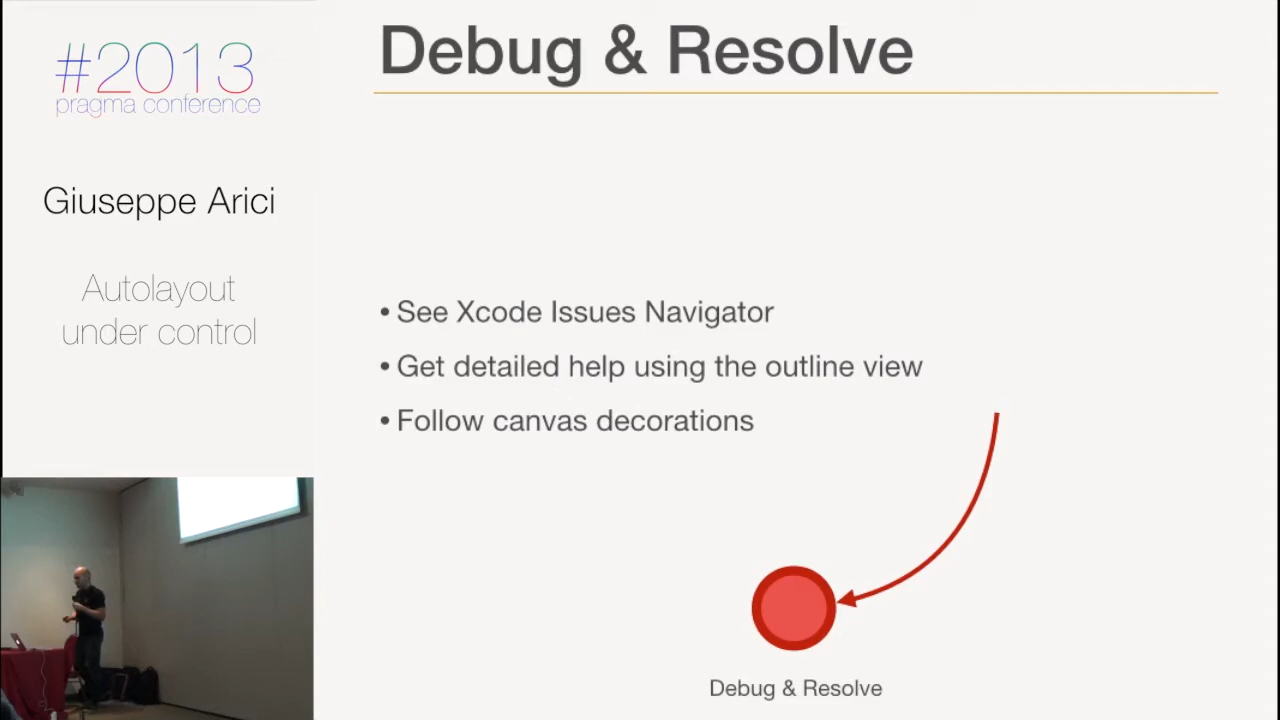 #2013
pragma conference
Giuseppe Arici
Autolayout
under control
Debug & Resolve
• See Xcode Issues Navigator
• Get detailed help using the outline view
• Follow canvas decorations
Debug & Resolve